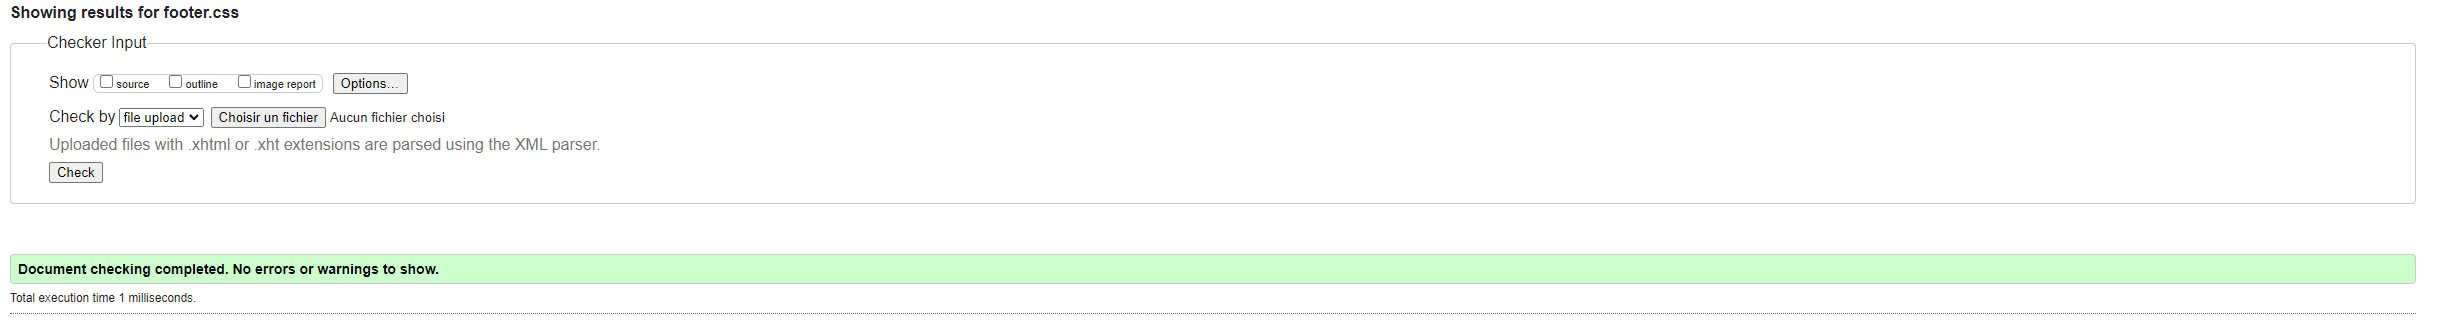 Showing results for footer.css
Checker Input
Show source outline image report Options...
Check by file upload Choisir un fichier Aucun fichier choisi
Uploaded files with .xhtml or .xht extensions are parsed using the XML parser.
Check
Document checking completed. No errors or warnings to show.
Total execution time 1 milliseconds.